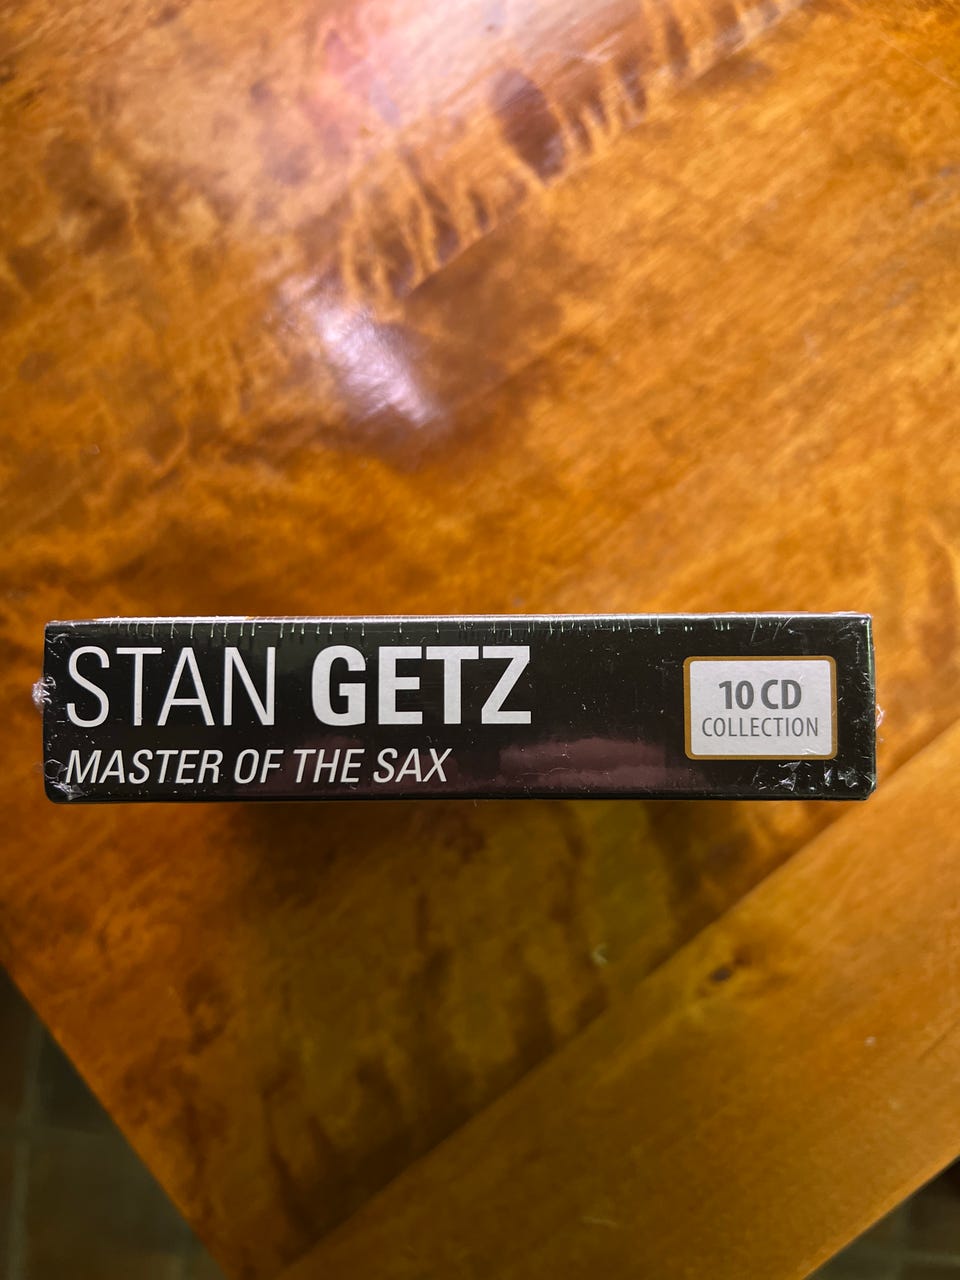 STAN GETZ
MASTER OF THE SAX
10 CD
COLLECTION